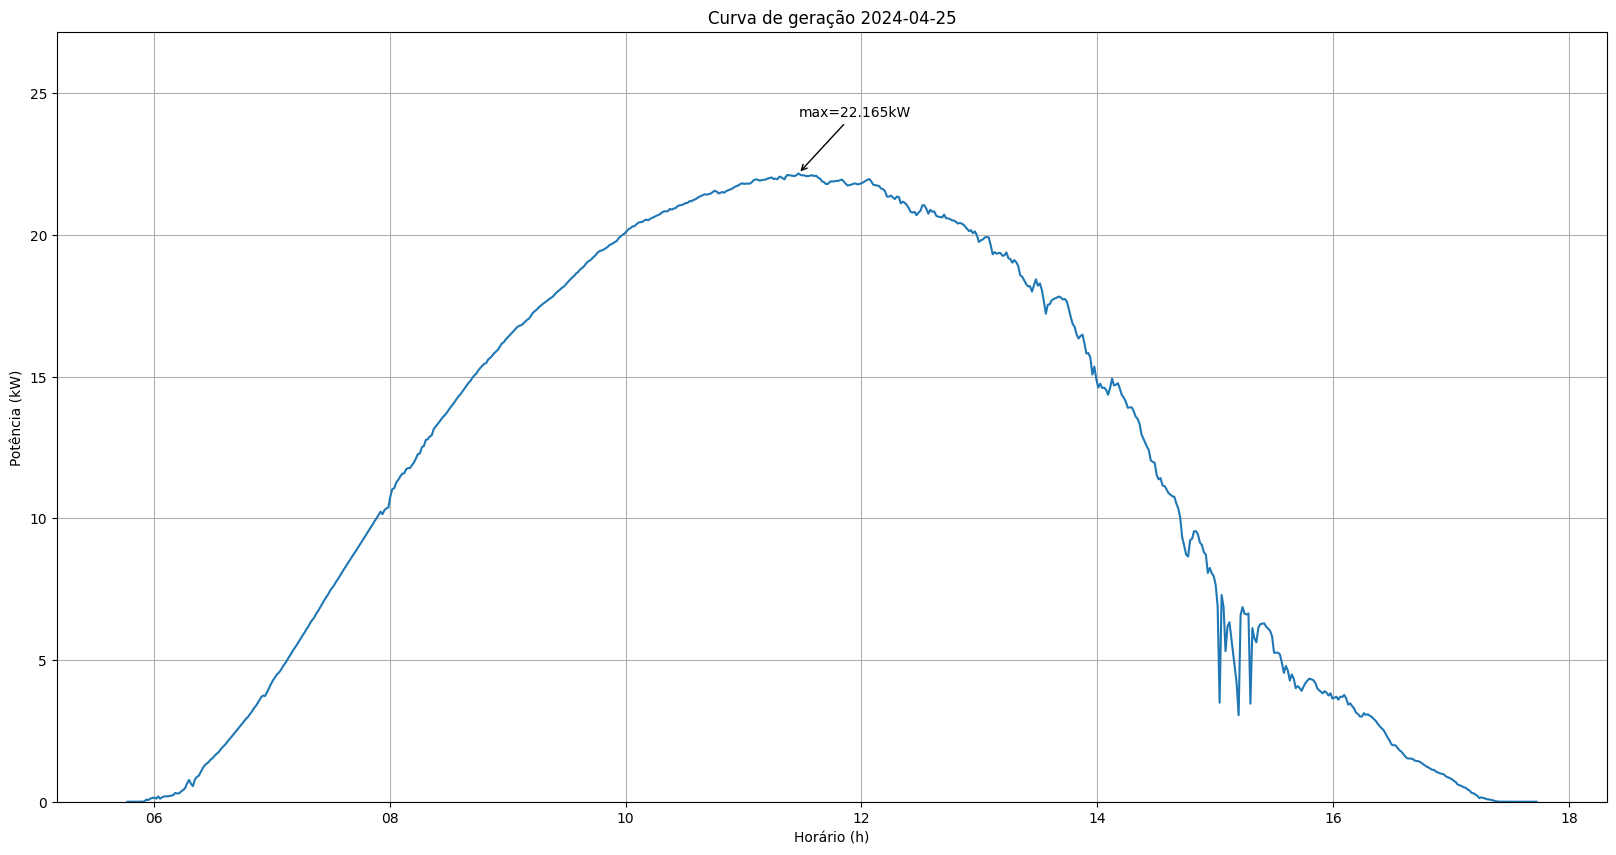 Curva de geração 2024-04-25
25
max=22.165kW
20
15
Potência (kW)
10
5
0
06 08 10 12 14 16 18
Horário (h)